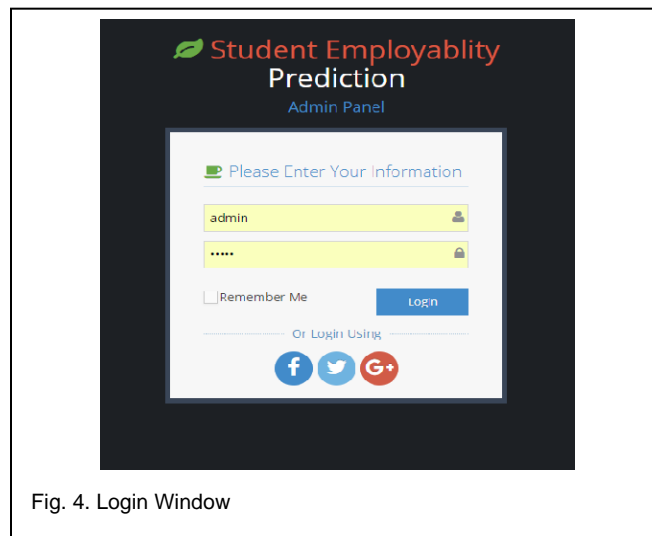 Student Employablity
Prediction
Admin Panel
Please Enter Your Information
admin
•••••
Remember Me
Login
Or Login Using
f
G+
Fig. 4. Login Window